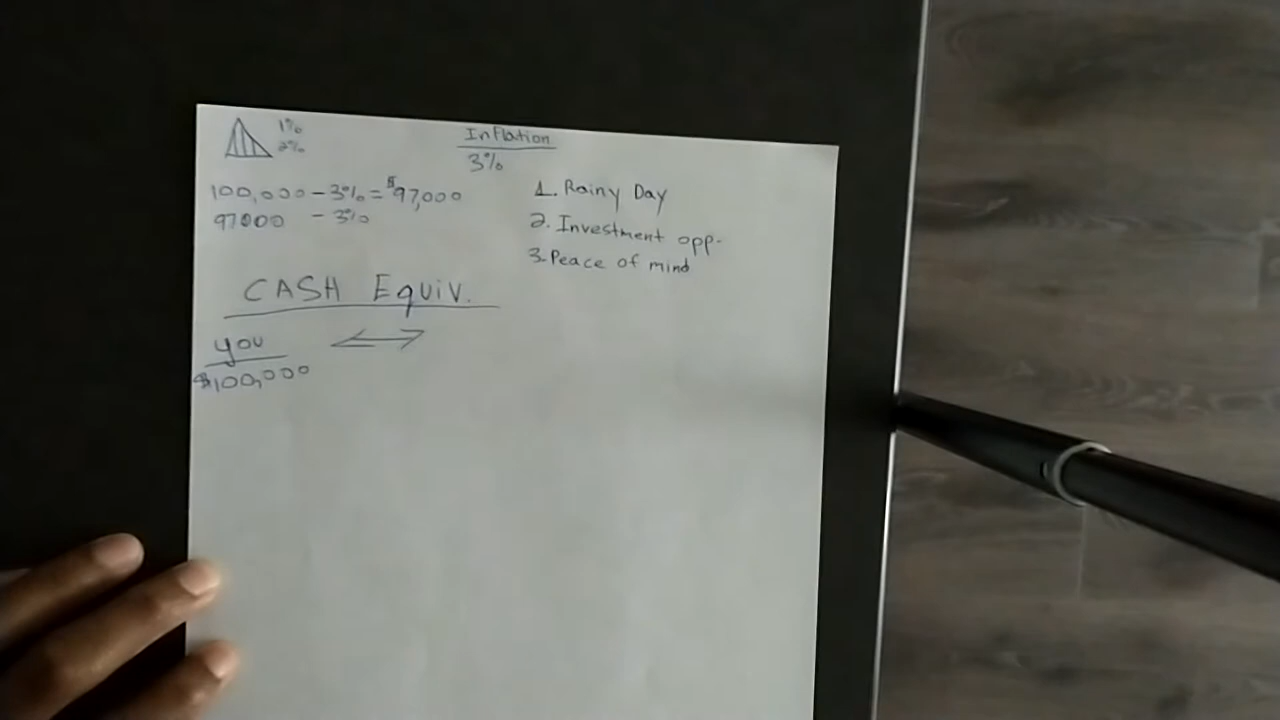 1%
2%
Inflation
3%
100,000 - 3% = $97,000
97000 - 3%
1. Rainy Day
2. Investment opp.
3. Peace of mind
CASH Equiv.
you
$100,000